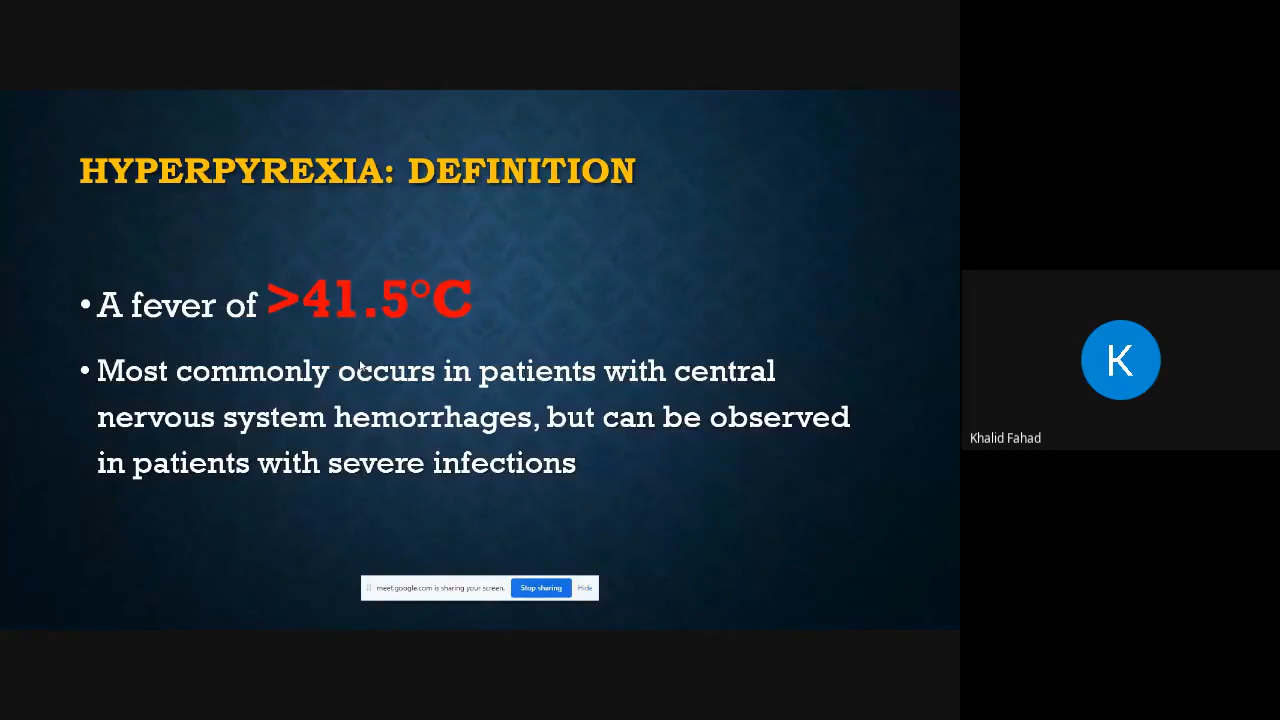 HYPERPYREXIA: DEFINITION
• A fever of >41.5°C
• Most commonly occurs in patients with central
nervous system hemorrhages, but can be observed
in patients with severe infections
meet.google.com is sharing your screen. Stop sharing Hide
K
Khalid Fahad